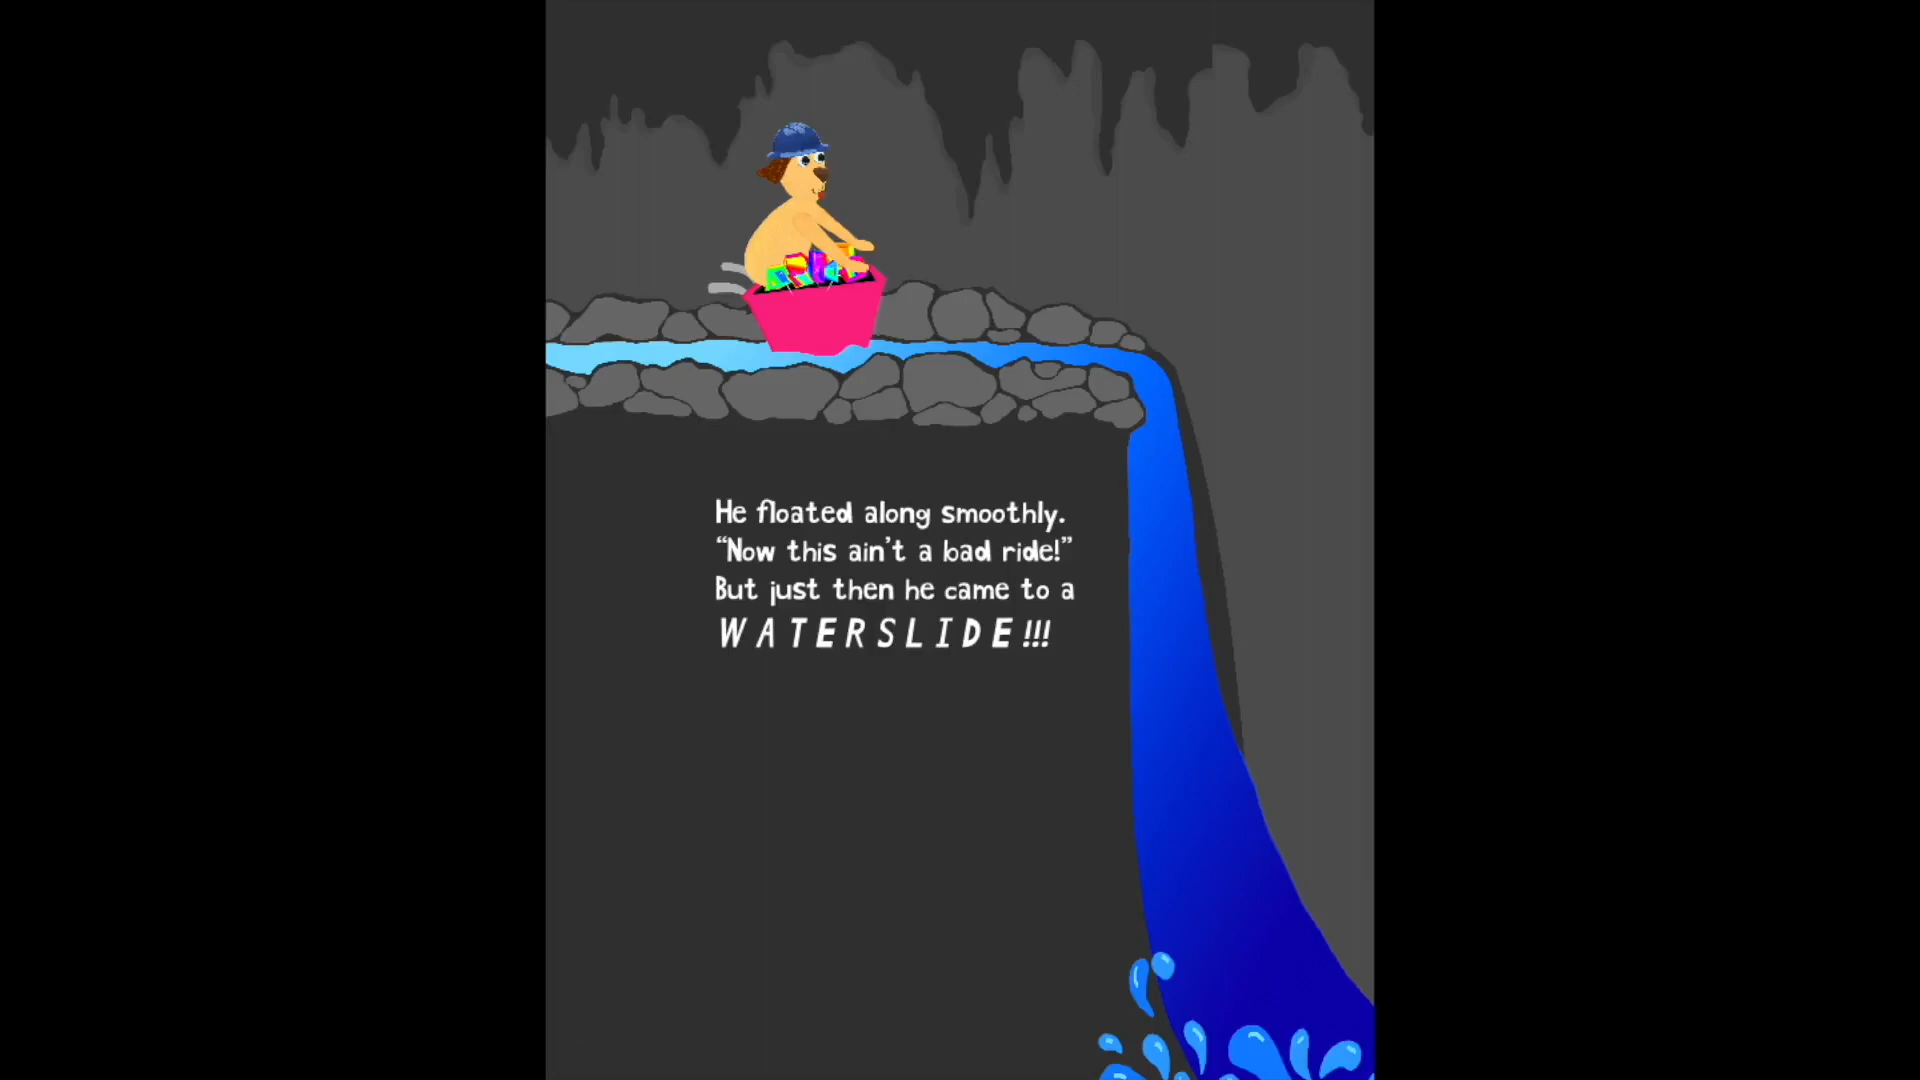 He floated along smoothly.
“Now this ain’t a bad ride!”
But just then he came to a
WATERSLIDE!!!